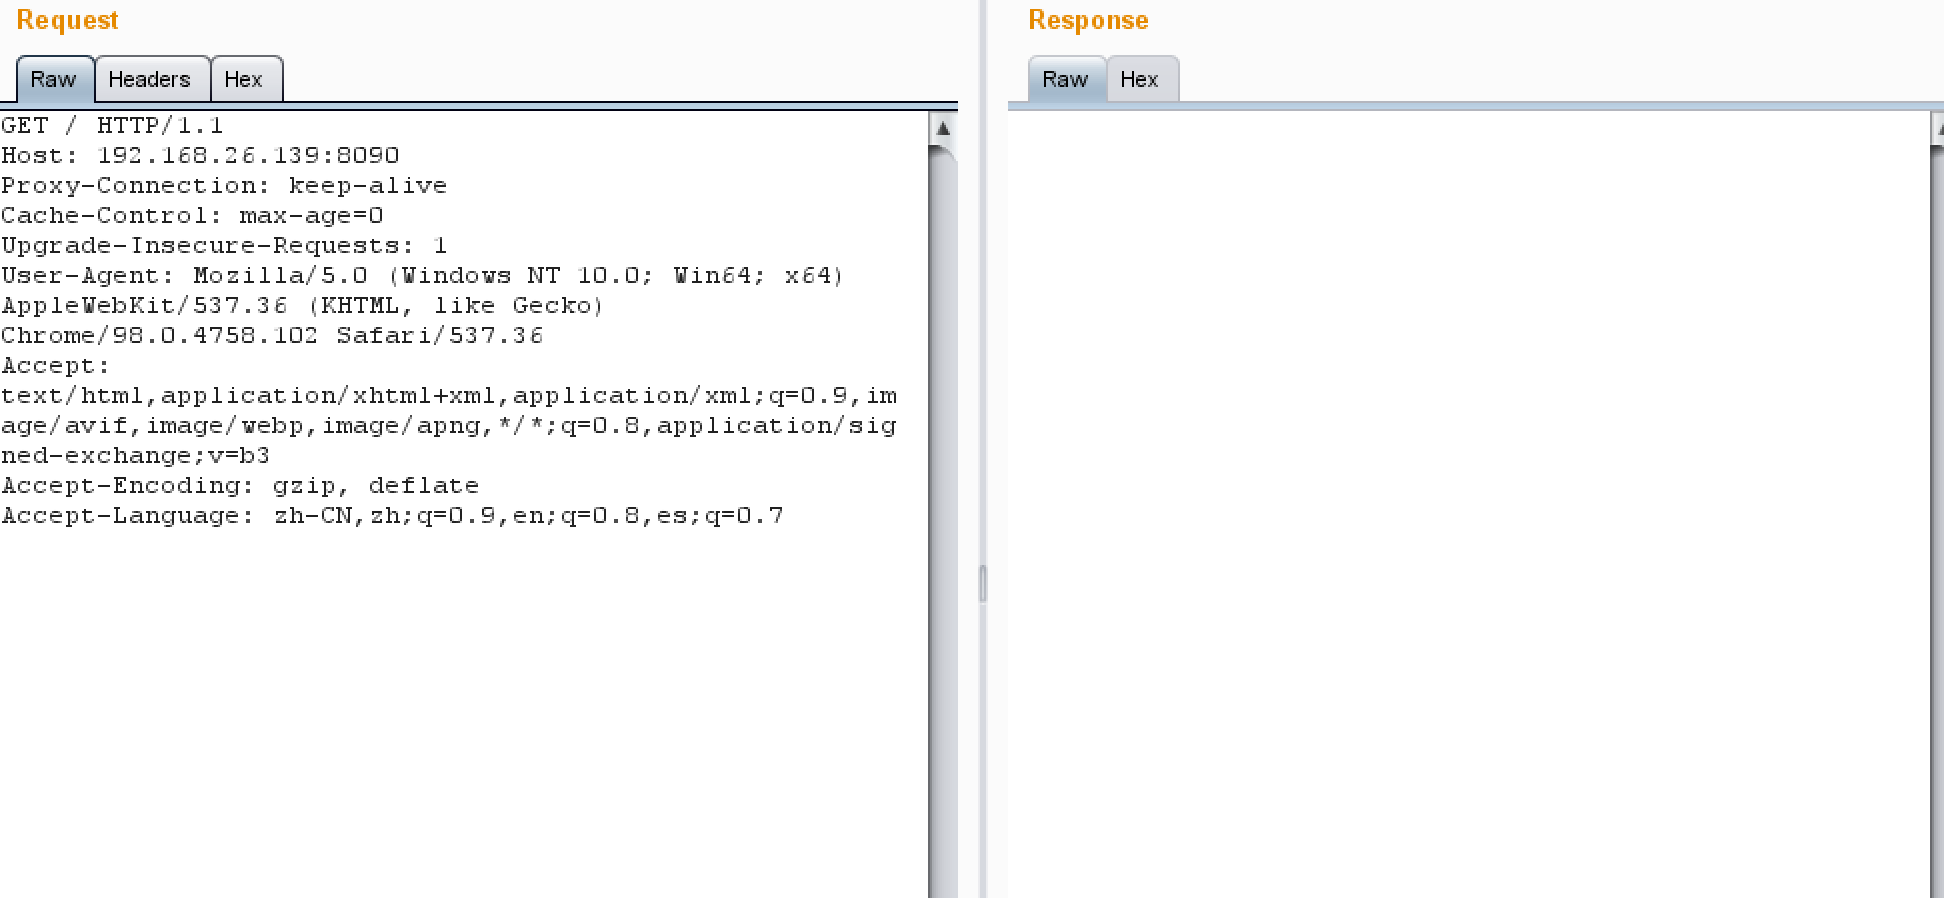 Request
Raw Headers Hex
GET / HTTP/1.1
Host: 192.168.26.139:8090
Proxy-Connection: keep-alive
Cache-Control: max-age=0
Upgrade-Insecure-Requests: 1
User-Agent: Mozilla/5.0 (Windows NT 10.0; Win64; x64)
AppleWebKit/537.36 (KHTML, like Gecko)
Chrome/98.0.4758.102 Safari/537.36
Accept:
text/html,application/xhtml+xml,application/xml;q=0.9,im
age/avif,image/webp,image/apng,*/*;q=0.8,application/sig
ned-exchange;v=b3
Accept-Encoding: gzip, deflate
Accept-Language: zh-CN,zh;q=0.9,en;q=0.8,es;q=0.7
Response
Raw Hex